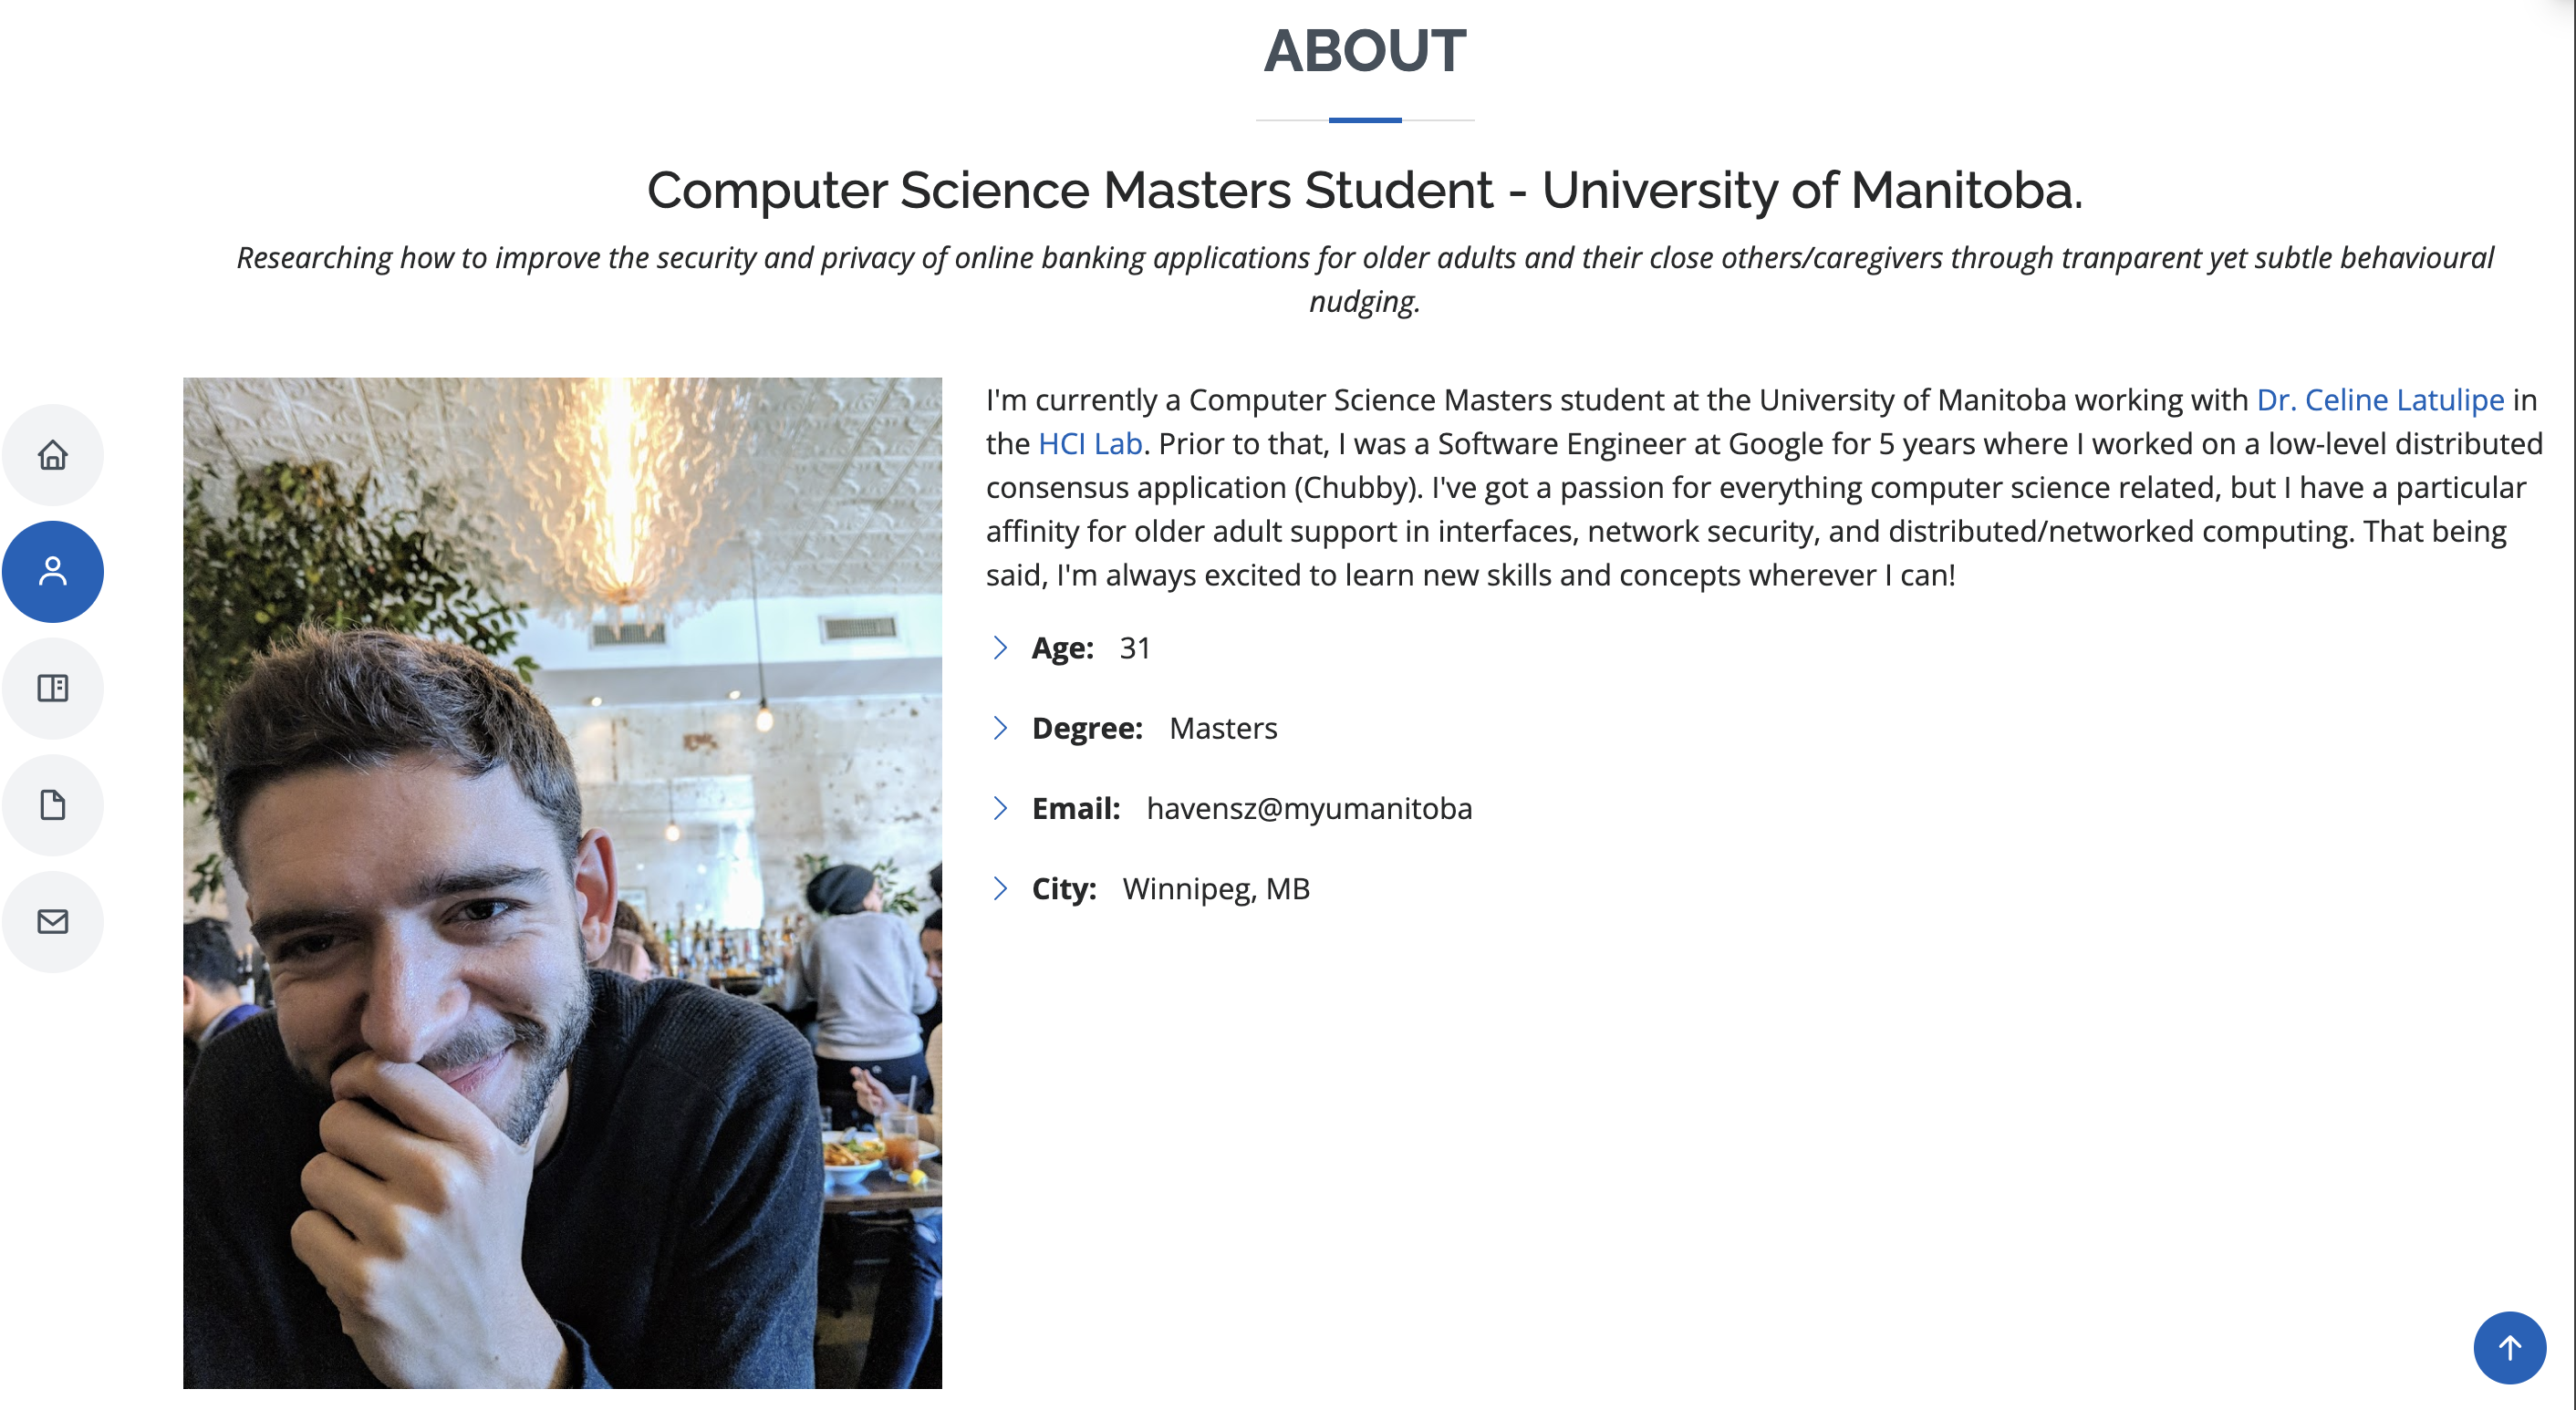 ABOUT
Computer Science Masters Student - University of Manitoba.
Researching how to improve the security and privacy of online banking applications for older adults and their close others/caregivers through tranparent yet subtle behavioural
nudging.
I'm currently a Computer Science Masters student at the University of Manitoba working with Dr. Celine Latulipe in
the HCI Lab. Prior to that, I was a Software Engineer at Google for 5 years where I worked on a low-level distributed
consensus application (Chubby). I've got a passion for everything computer science related, but I have a particular
affinity for older adult support in interfaces, network security, and distributed/networked computing. That being
said, I'm always excited to learn new skills and concepts wherever I can!
Age: 31
Degree: Masters
Email: havensz@myumanitoba
City: Winnipeg, MB